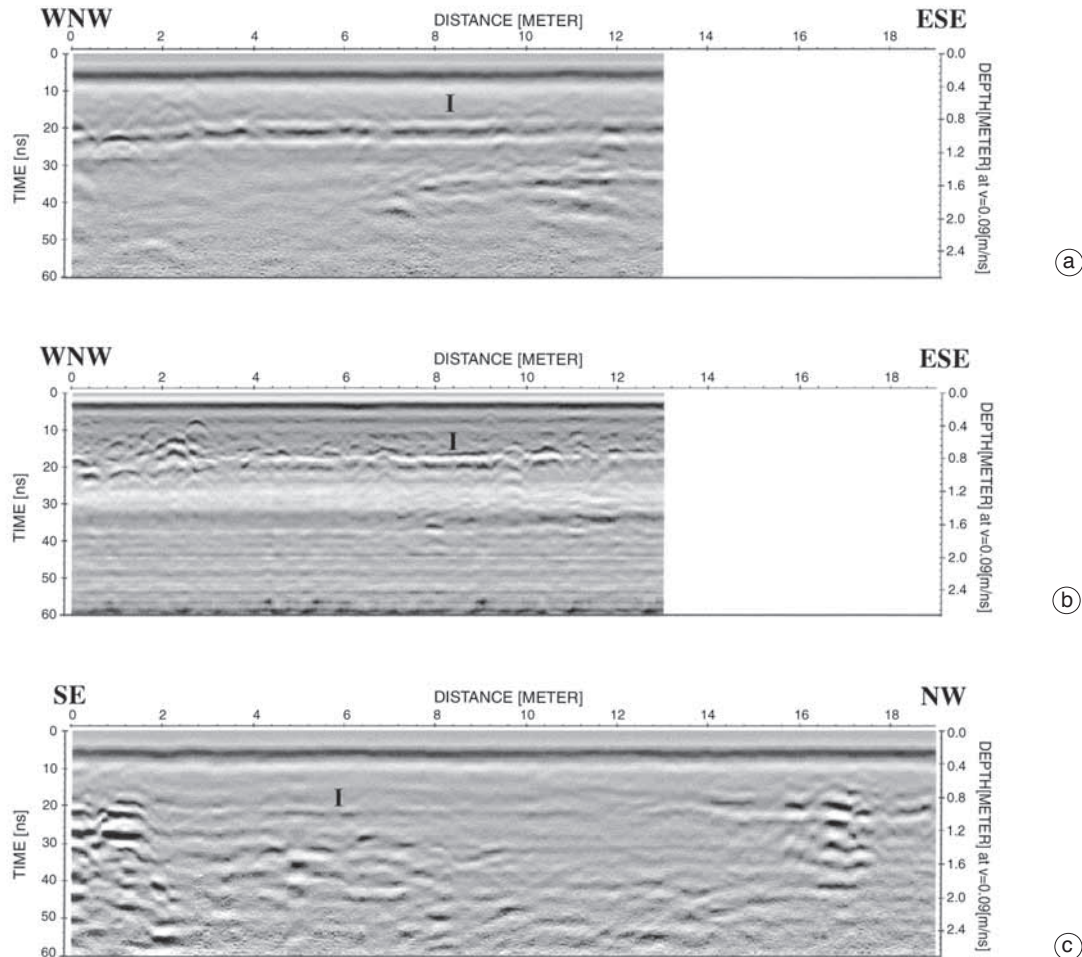 WNW DISTANCE [METER] ESE
0 2 4 6 8 10 12 14 16 18
TIME [ns]
0
10
20
30
40
50
60
I
0.0
0.4
0.8
1.2
1.6
2.0
2.4
DEPTH[METER] at v=0.09[m/ns]
a
WNW DISTANCE [METER] ESE
0 2 4 6 8 10 12 14 16 18
TIME [ns]
0
10
20
30
40
50
60
I
0.0
0.4
0.8
1.2
1.6
2.0
2.4
DEPTH[METER] at v=0.09[m/ns]
b
SE DISTANCE [METER] NW
0 2 4 6 8 10 12 14 16 18
TIME [ns]
0
10
20
30
40
50
60
I
0.0
0.4
0.8
1.2
1.6
2.0
2.4
DEPTH[METER] at v=0.09[m/ns]
c